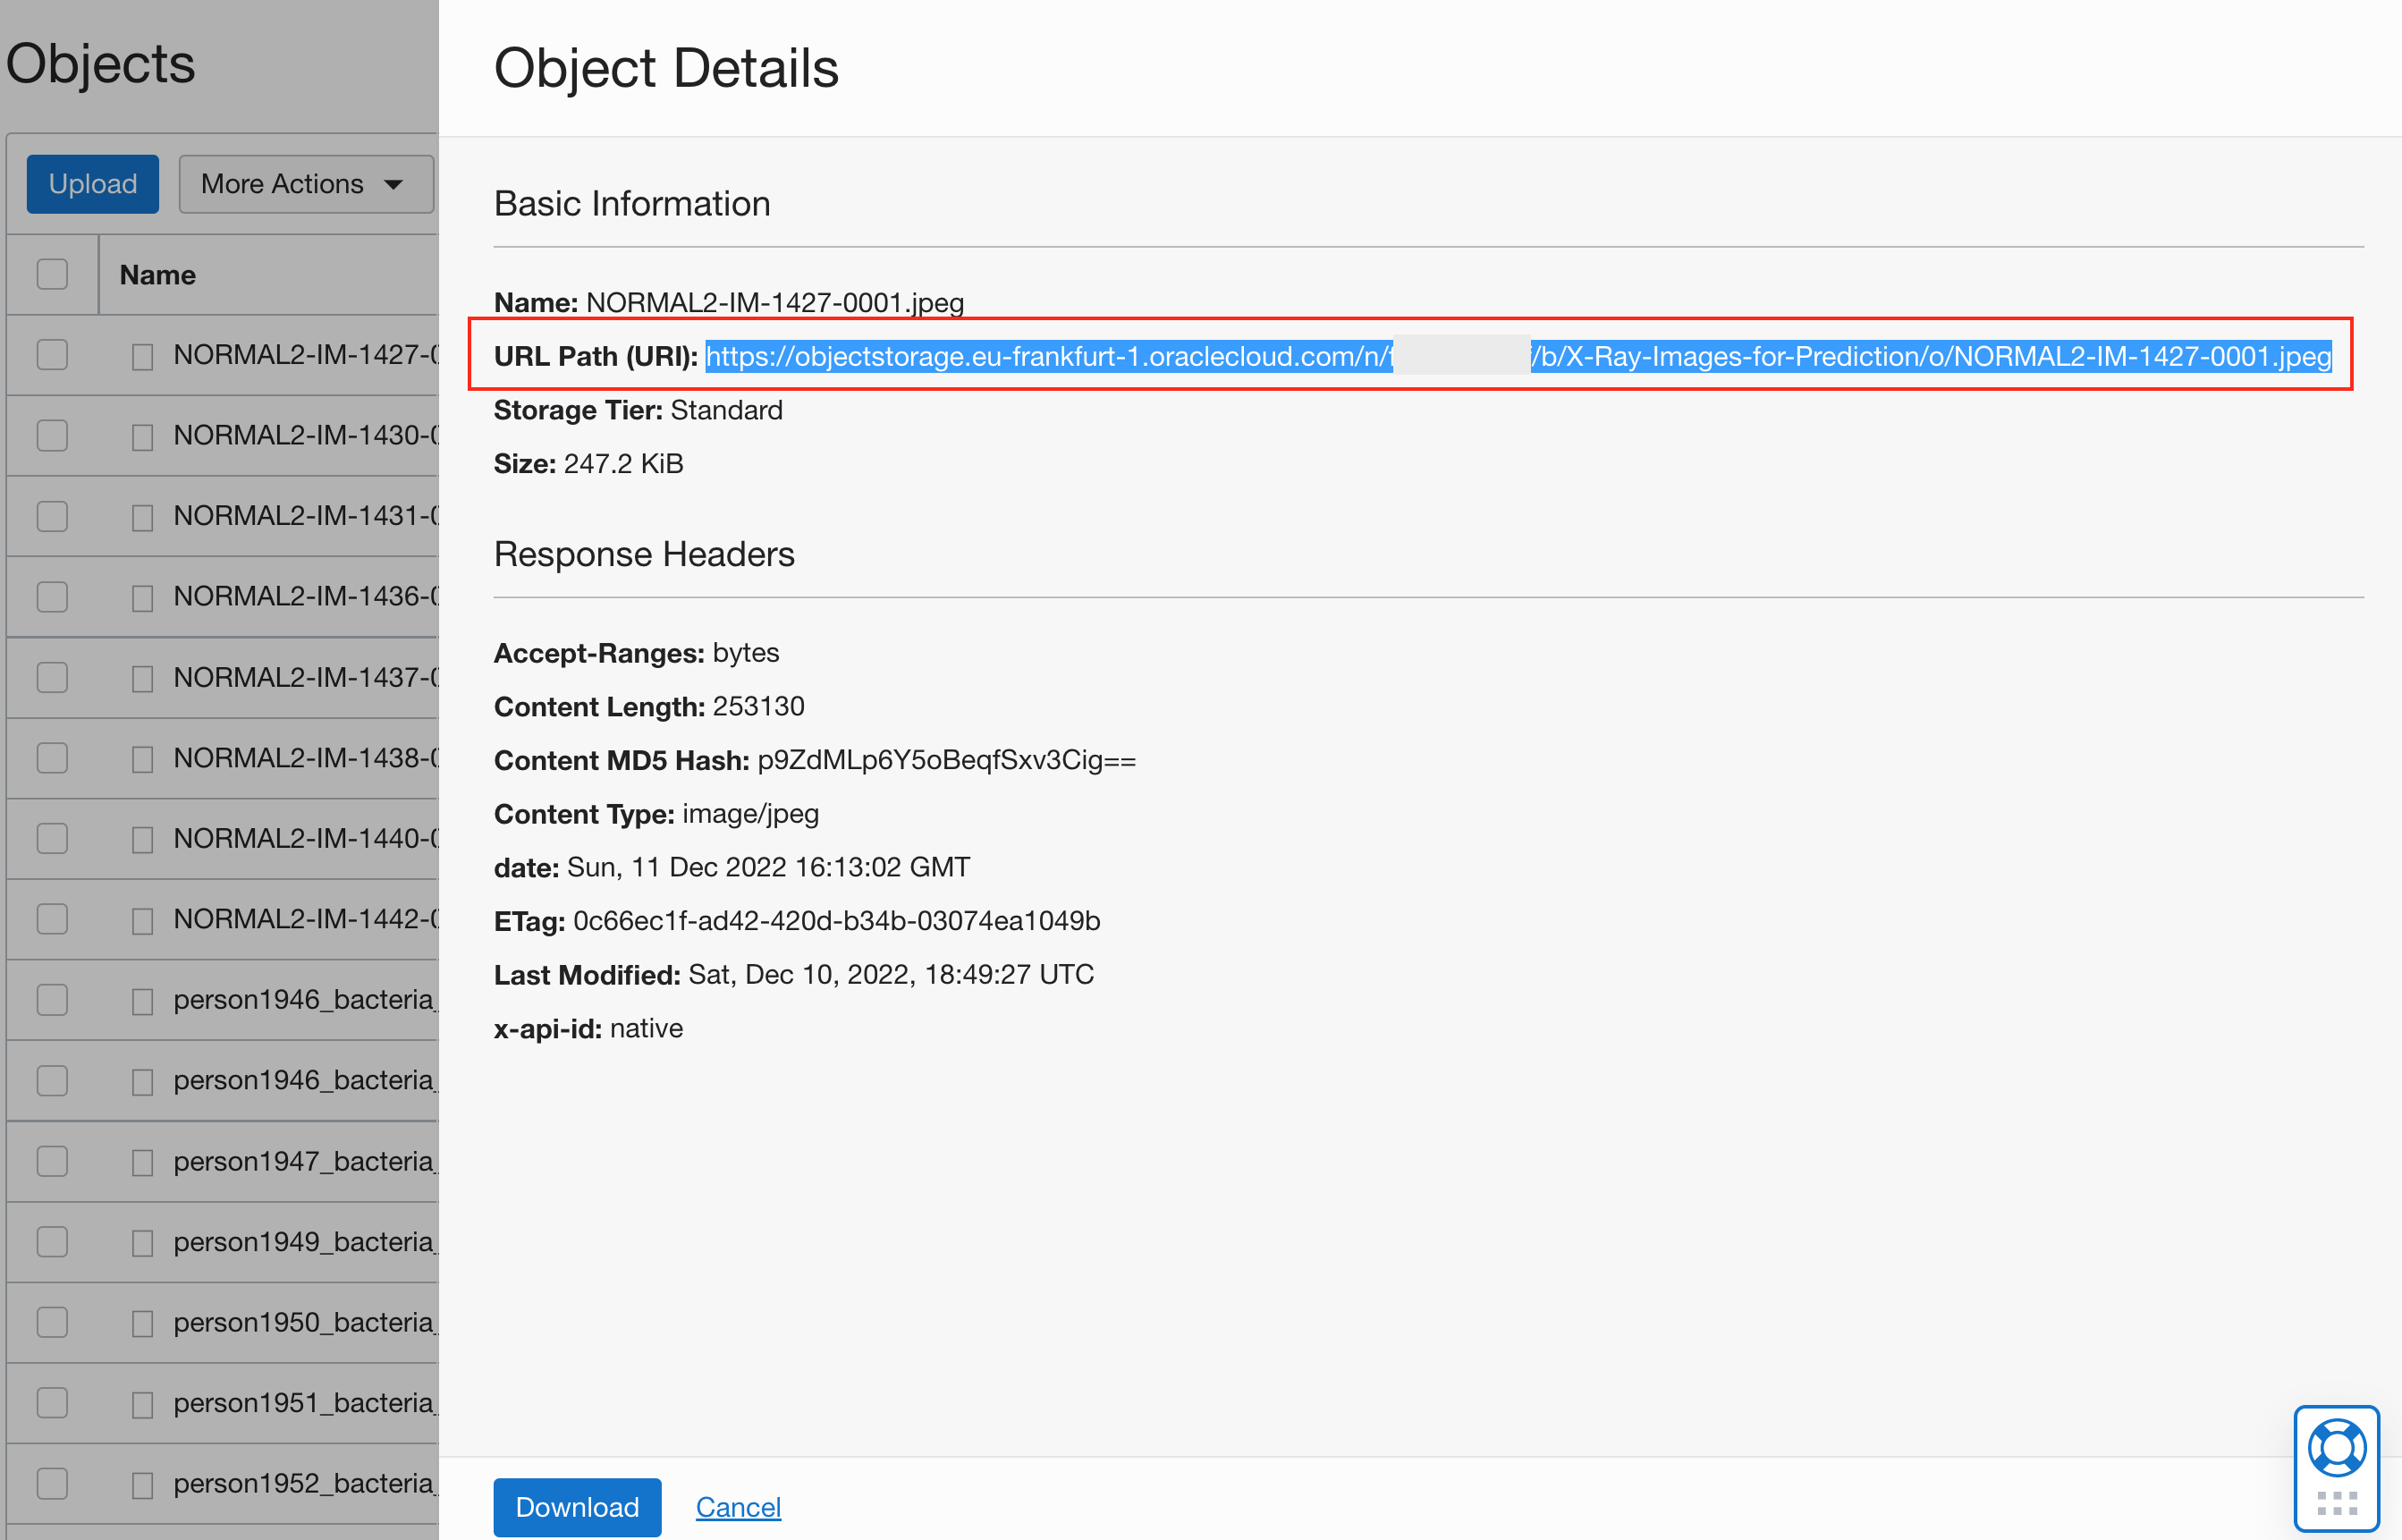 Objects
Upload
More Actions
Name
NORMAL2-IM-1427-
NORMAL2-IM-1430-
NORMAL2-IM-1431-
NORMAL2-IM-1436-
NORMAL2-IM-1437-
NORMAL2-IM-1438-
NORMAL2-IM-1440-
NORMAL2-IM-1442-
person1946_bacteria_
person1946_bacteria_
person1947_bacteria_
person1949_bacteria_
person1950_bacteria_
person1951_bacteria_
person1952_bacteria_
Object Details
Basic Information
Name: NORMAL2-IM-1427-0001.jpeg
URL Path (URI): https://objectstorage.eu-frankfurt-1.oraclecloud.com/n/ /b/X-Ray-Images-for-Prediction/o/NORMAL2-IM-1427-0001.jpeg
Storage Tier: Standard
Size: 247.2 KiB
Response Headers
Accept-Ranges: bytes
Content Length: 253130
Content MD5 Hash: p9ZdMLp6Y5oBeqfSxv3Cig==
Content Type: image/jpeg
date: Sun, 11 Dec 2022 16:13:02 GMT
ETag: 0c66ec1f-ad42-420d-b34b-03074ea1049b
Last Modified: Sat, Dec 10, 2022, 18:49:27 UTC
x-api-id: native
Download
Cancel